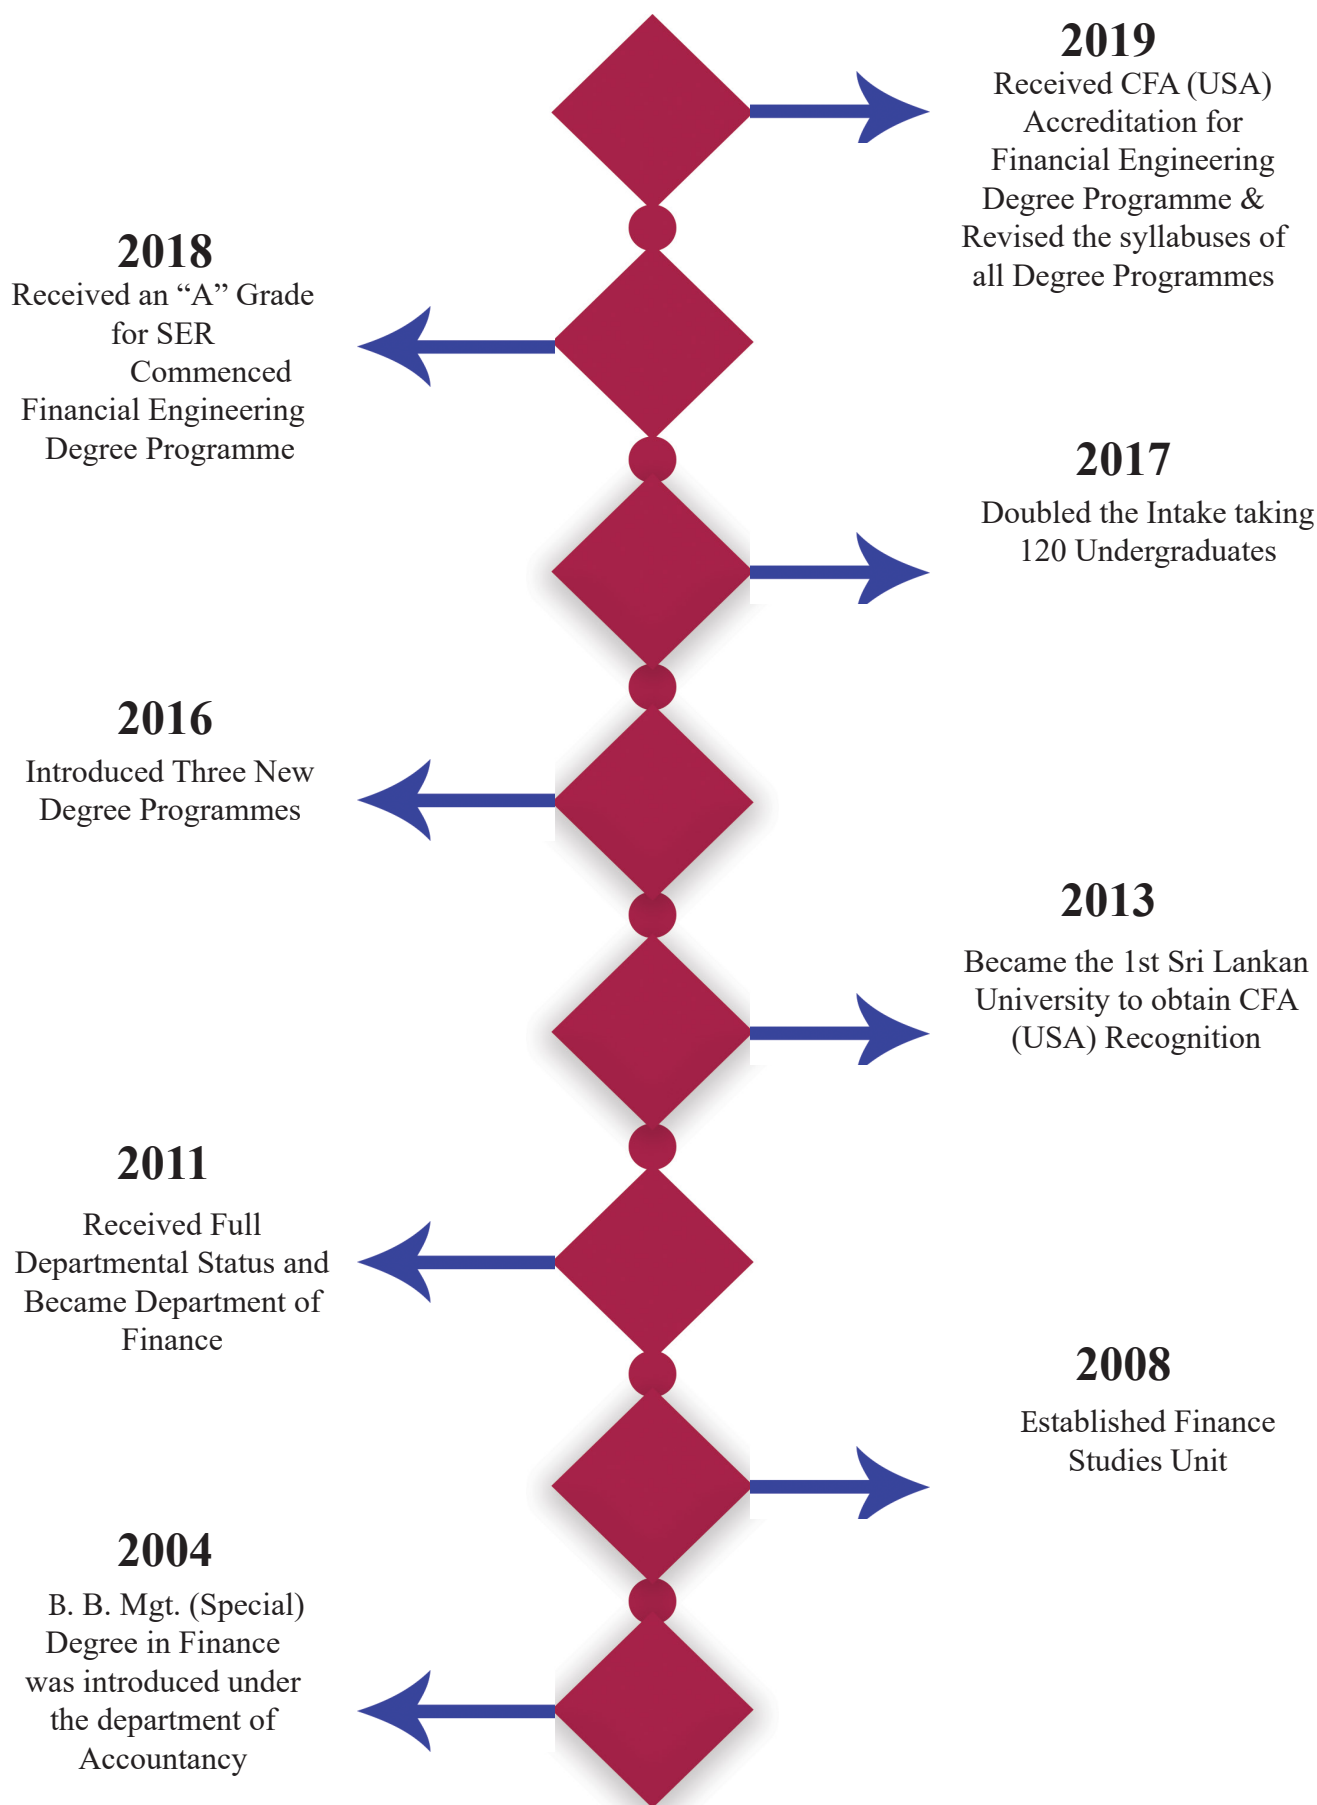 2019
Received CFA (USA)
Accreditation for
Financial Engineering
Degree Programme &
Revised the syllabuses of
all Degree Programmes
2018
Received an “A” Grade
for SER
Commenced
Financial Engineering
Degree Programme
2017
Doubled the Intake taking
120 Undergraduates
2016
Introduced Three New
Degree Programmes
2013
Became the 1st Sri Lankan
University to obtain CFA
(USA) Recognition
2011
Received Full
Departmental Status and
Became Department of
Finance
2008
Established Finance
Studies Unit
2004
B. B. Mgt. (Special)
Degree in Finance
was introduced under
the department of
Accountancy